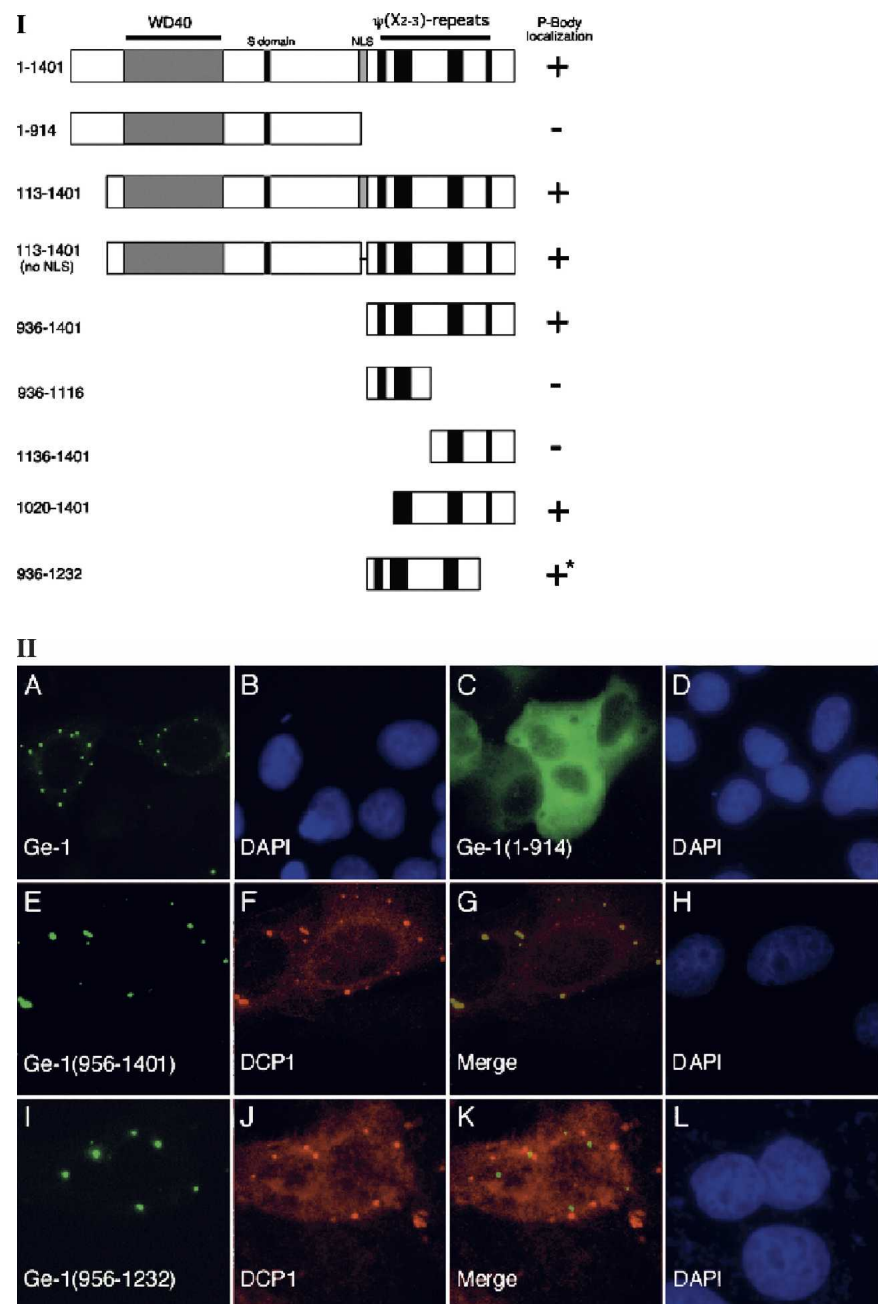 I
WD40
S domain
NLS
ψ(X2-3)-repeats
P-Body
localization
1-1401
+
1-914
-
113-1401
+
113-1401
(no NLS)
+
936-1401
+
936-1116
-
1136-1401
-
1020-1401
+
936-1232
+*
II
A
Ge-1
B
DAPI
C
Ge-1(1-914)
D
DAPI
E
Ge-1(956-1401)
F
DCP1
G
Merge
H
DAPI
I
Ge-1(956-1232)
J
DCP1
K
Merge
L
DAPI